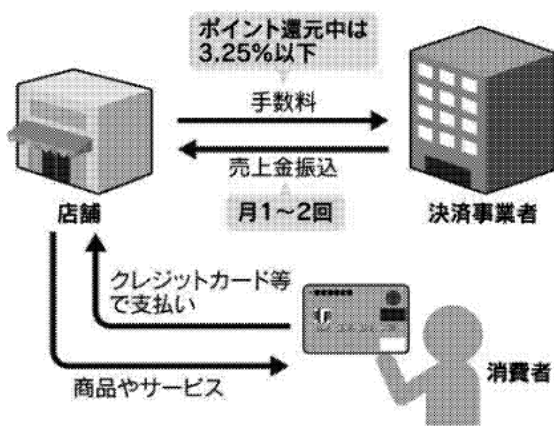 ポイント還元中は
3.25%以下
手数料
売上金振込
月1～2回
店舗
決済事業者
クレジットカード等
で支払い
商品やサービス
消費者